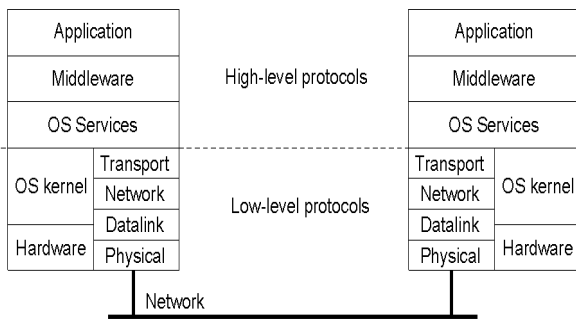 Application
Middleware
OS Services
OS kernel
Hardware
Transport
Network
Datalink
Physical
High-level protocols
Low-level protocols
Application
Middleware
OS Services
Transport
Network
Datalink
Physical
OS kernel
Hardware
Network